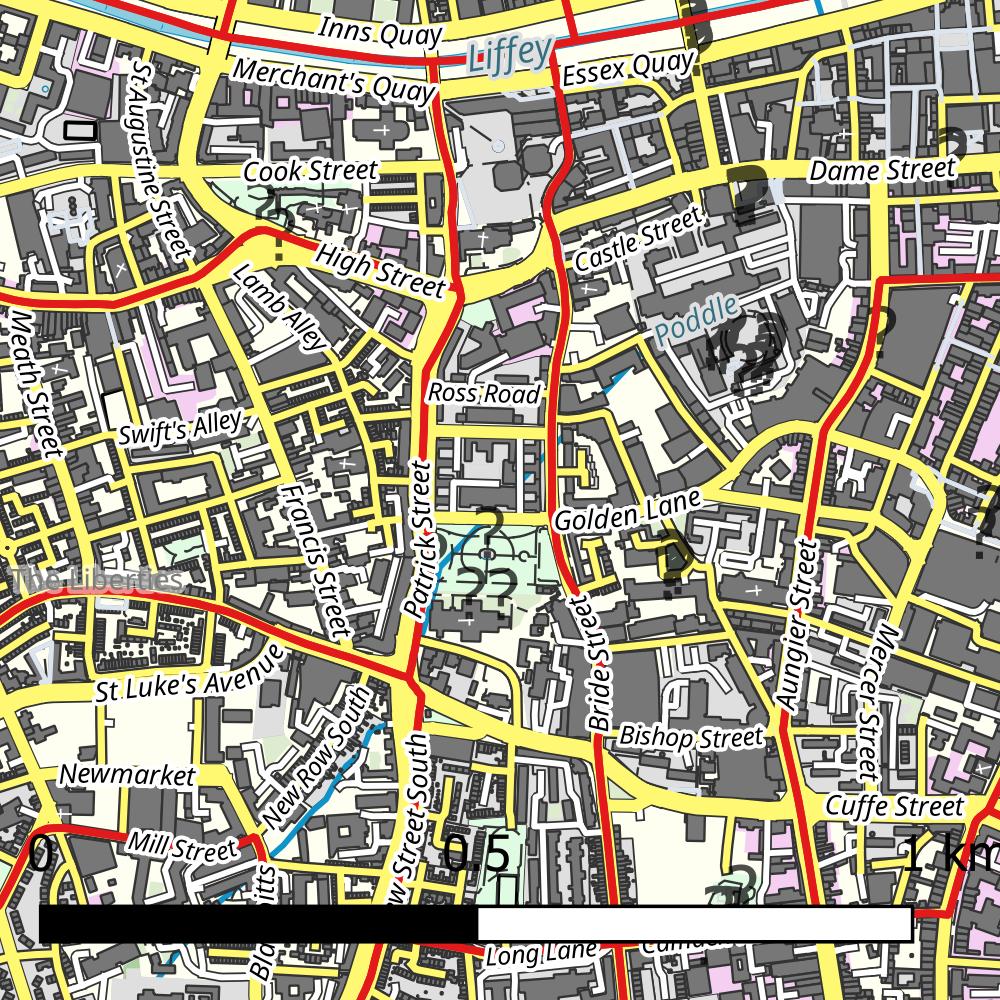 Inns Quay
Liffey
Merchant's Quay
Essex Quay
St Augustine Street
Cook Street
Dame Street
Castle Street
High Street
Lamb Alley
Poddle
Meath Street
Ross Road
Swift's Alley
Patrick Street
Golden Lane
Francis Street
The Liberties
Bride Street
Aungier Street
Mercer Street
St Luke's Avenue
New Row South
Bishop Street
Newmarket
Cuffe Street
Mill Street
0
0.5
1 km
Long Lane